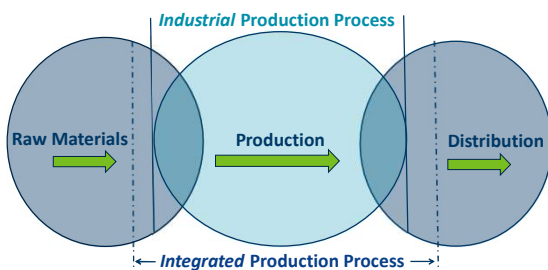 Industrial Production Process
Raw Materials
Production
Distribution
Integrated Production Process